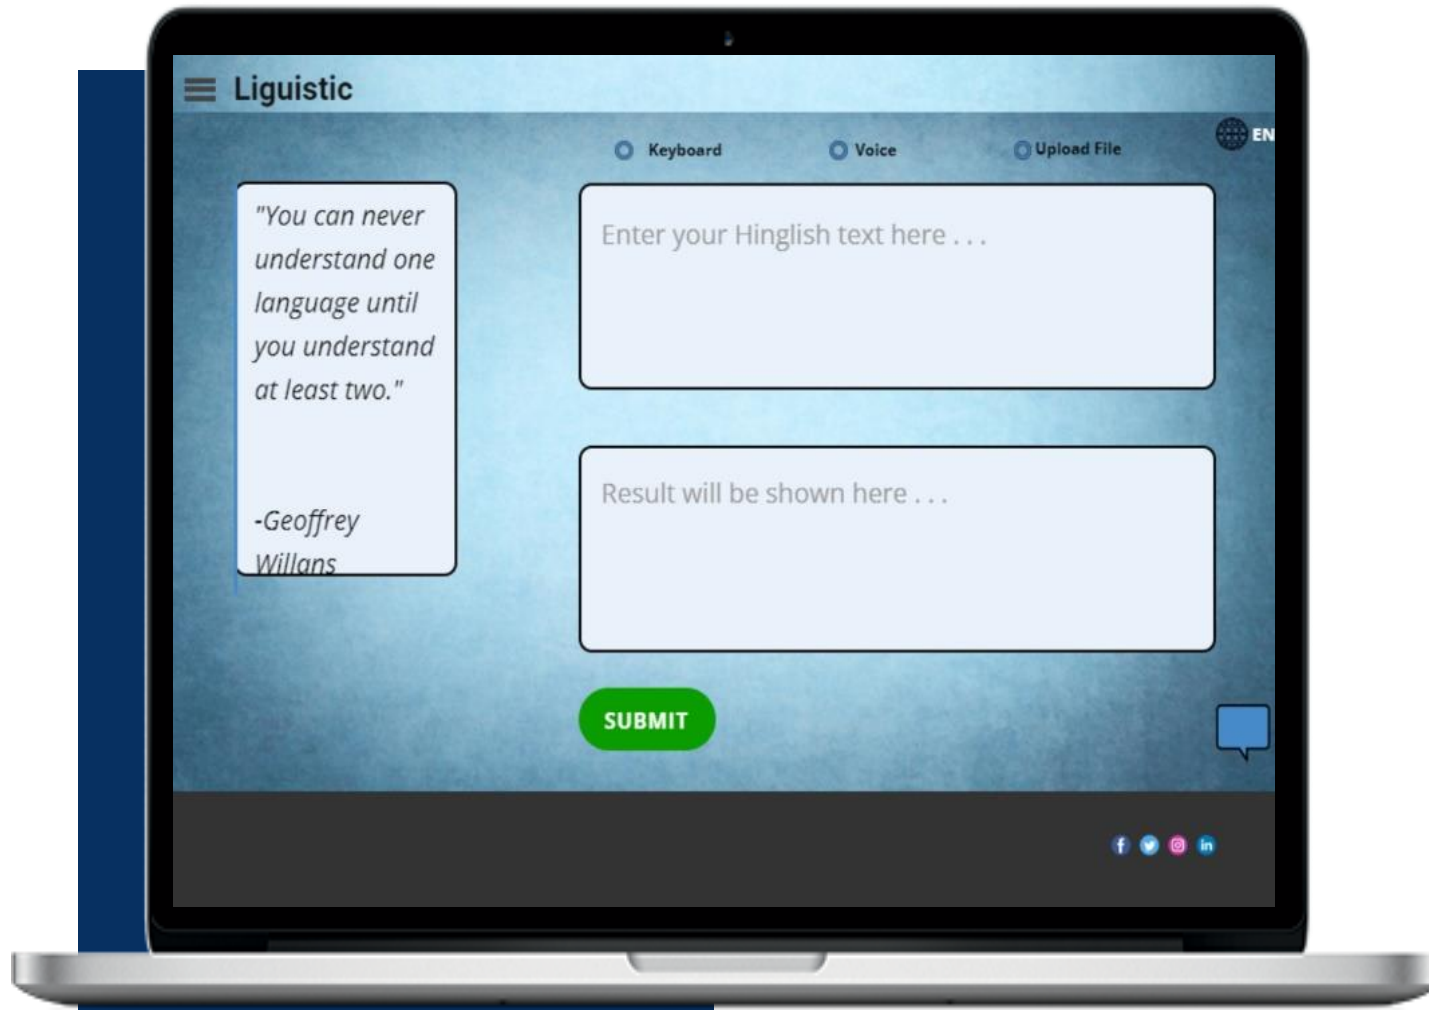 Liguistic
EN
Keyboard Voice Upload File
"You can never
understand one
language until
you understand
at least two."
-Geoffrey
Willans
Enter your Hinglish text here . . .
Result will be shown here . . .
SUBMIT
f in